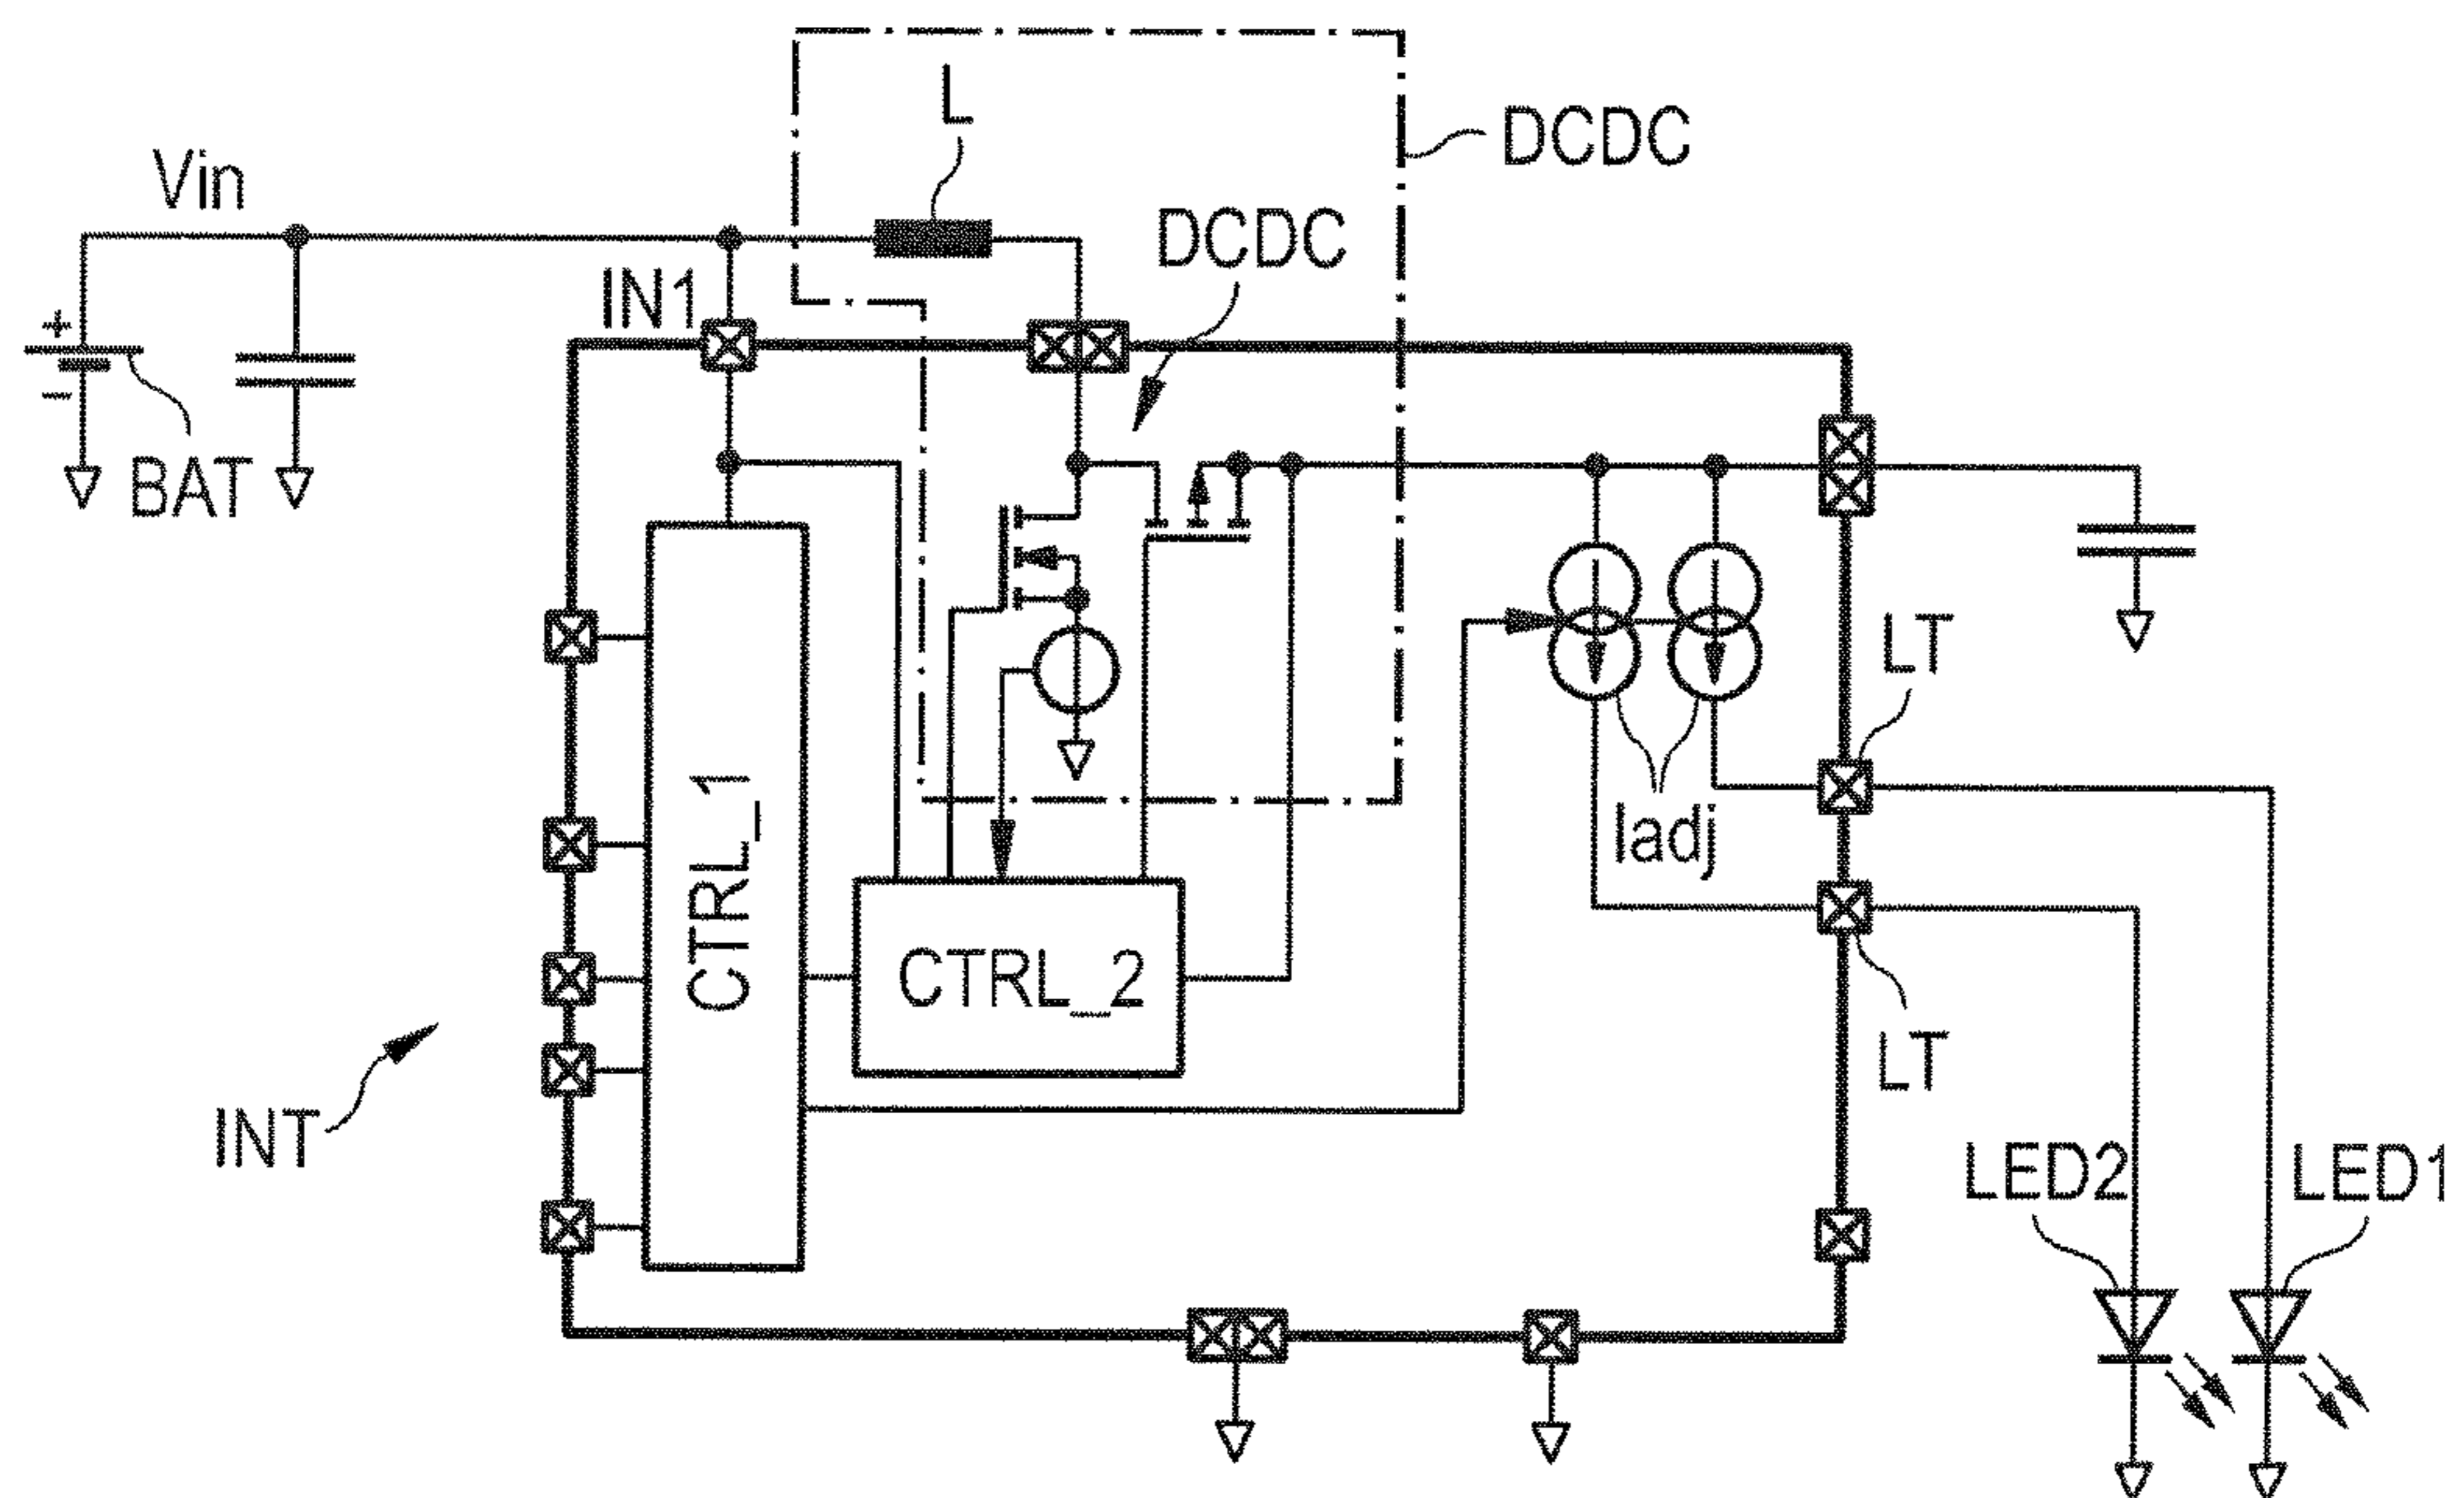 L
DCDC
Vin
DCDC
IN1
+
−
BAT
LT
CTRL_1
Iadj
CTRL_2
LT
INT
LED2
LED1